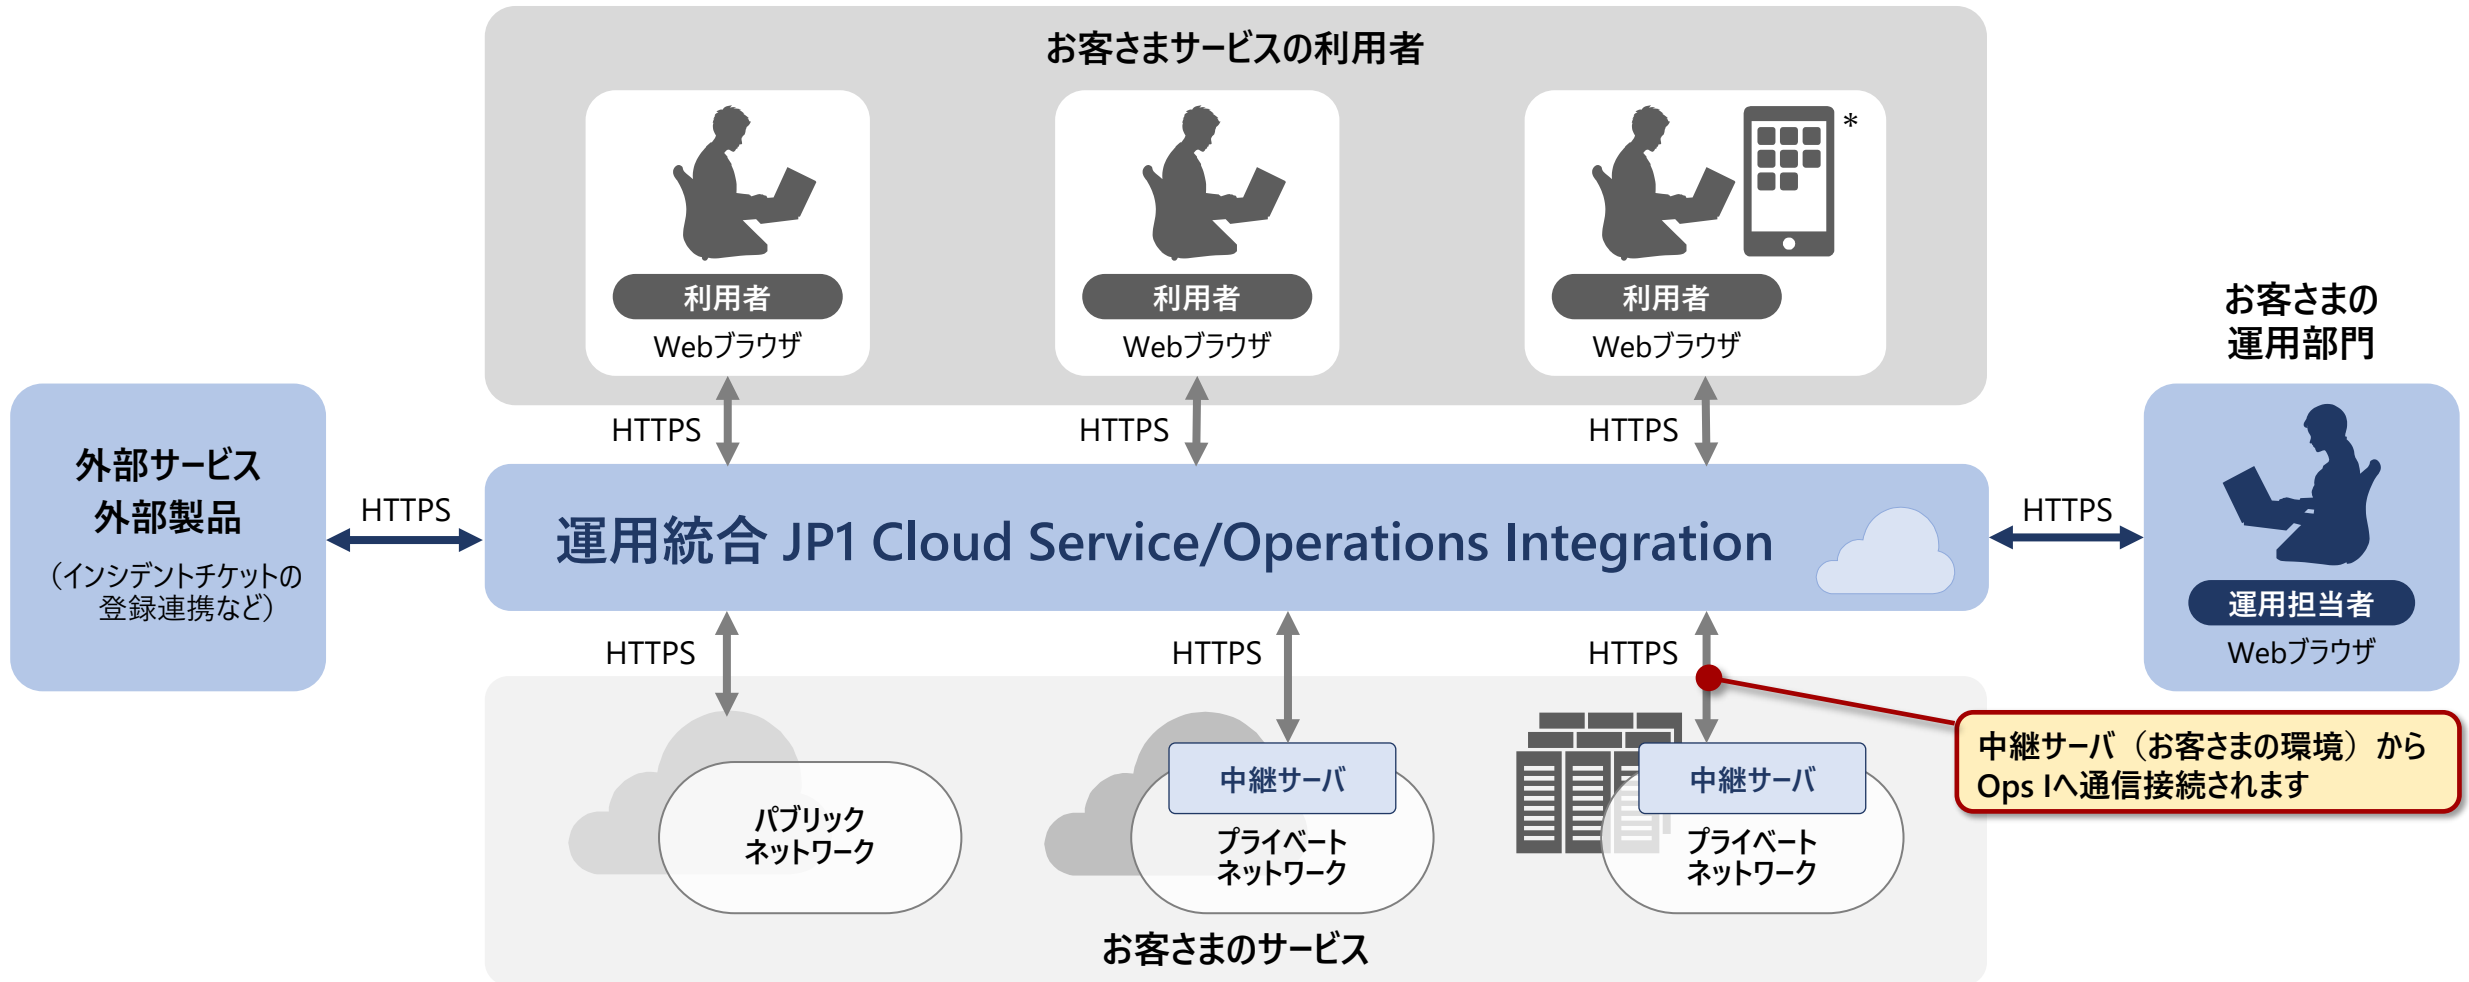 お客さまサービスの利用者
*
利用者
Webブラウザ
利用者
Webブラウザ
利用者
Webブラウザ
お客さまの
運用部門
HTTPS
HTTPS
HTTPS
外部サービス
外部製品
(インシデントチケットの
登録連携など)
HTTPS
運用統合 JP1 Cloud Service/Operations Integration
HTTPS
運用担当者
Webブラウザ
HTTPS
HTTPS
HTTPS
中継サーバ（お客さまの環境）から
Ops Iへ通信接続されます
パブリック
ネットワーク
中継サーバ
プライベート
ネットワーク
中継サーバ
プライベート
ネットワーク
お客さまのサービス